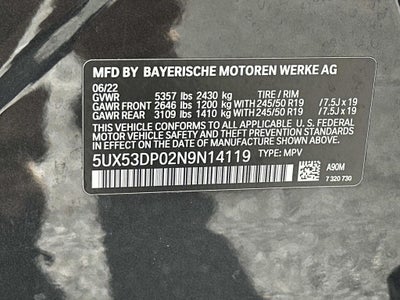 MFD BY BAYERISCHE MOTOREN WERKE AG
06/22
GVWR 5357 lbs 2430 kg TIRE / RIM
GAWR FRONT 2646 lbs 1200 kg WITH 245/50 R19 /7.5J x 19
GAWR REAR 3109 lbs 1410 kg WITH 245/50 R19 /7.5J x 19
THIS VEHICLE CONFORMS TO ALL APPLICABLE U.S. FEDERAL
MOTOR VEHICLE SAFETY AND THEFT PREVENTION STANDARDS
IN EFFECT ON THE DATE OF MANUFACTURE SHOWN ABOVE.
5UX53DP02N9N14119 TYPE: MPV
A90M
7 320 730